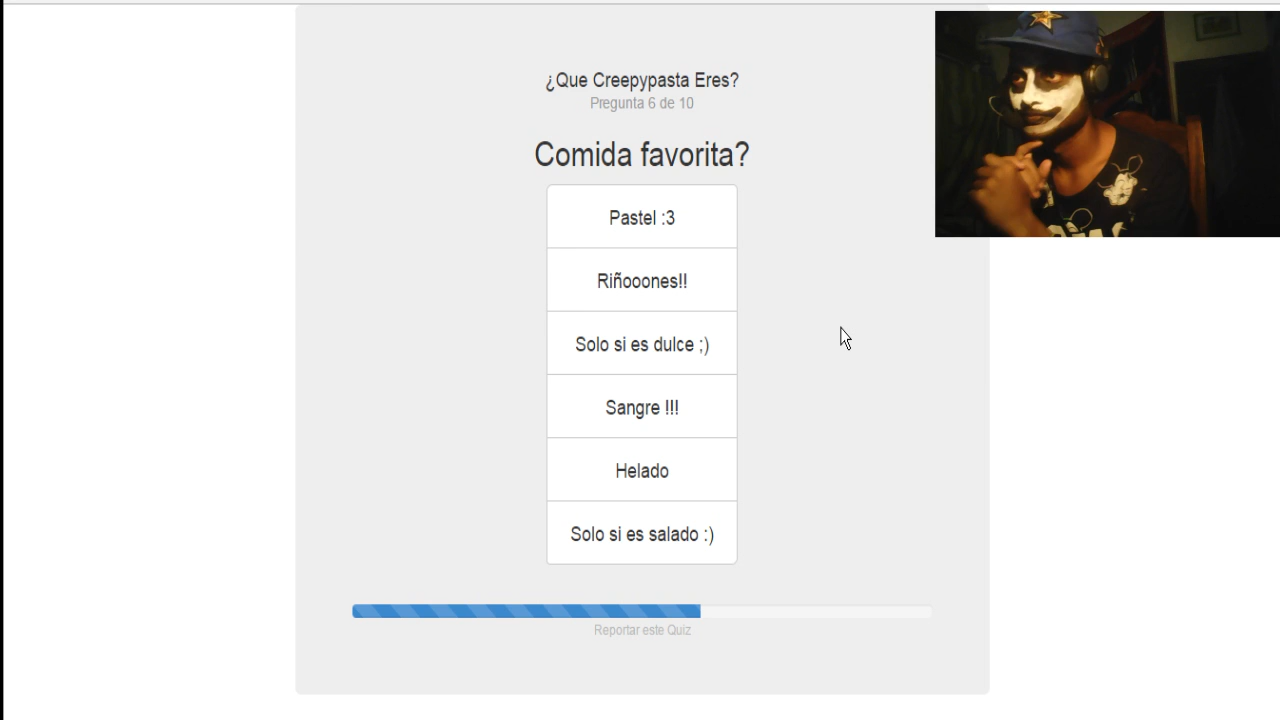 ¿Que Creepypasta Eres?
Pregunta 6 de 10
Comida favorita?
Pastel :3
Riñooones!!
Solo si es dulce ;)
Sangre !!!
Helado
Solo si es salado :)
Reportar este Quiz